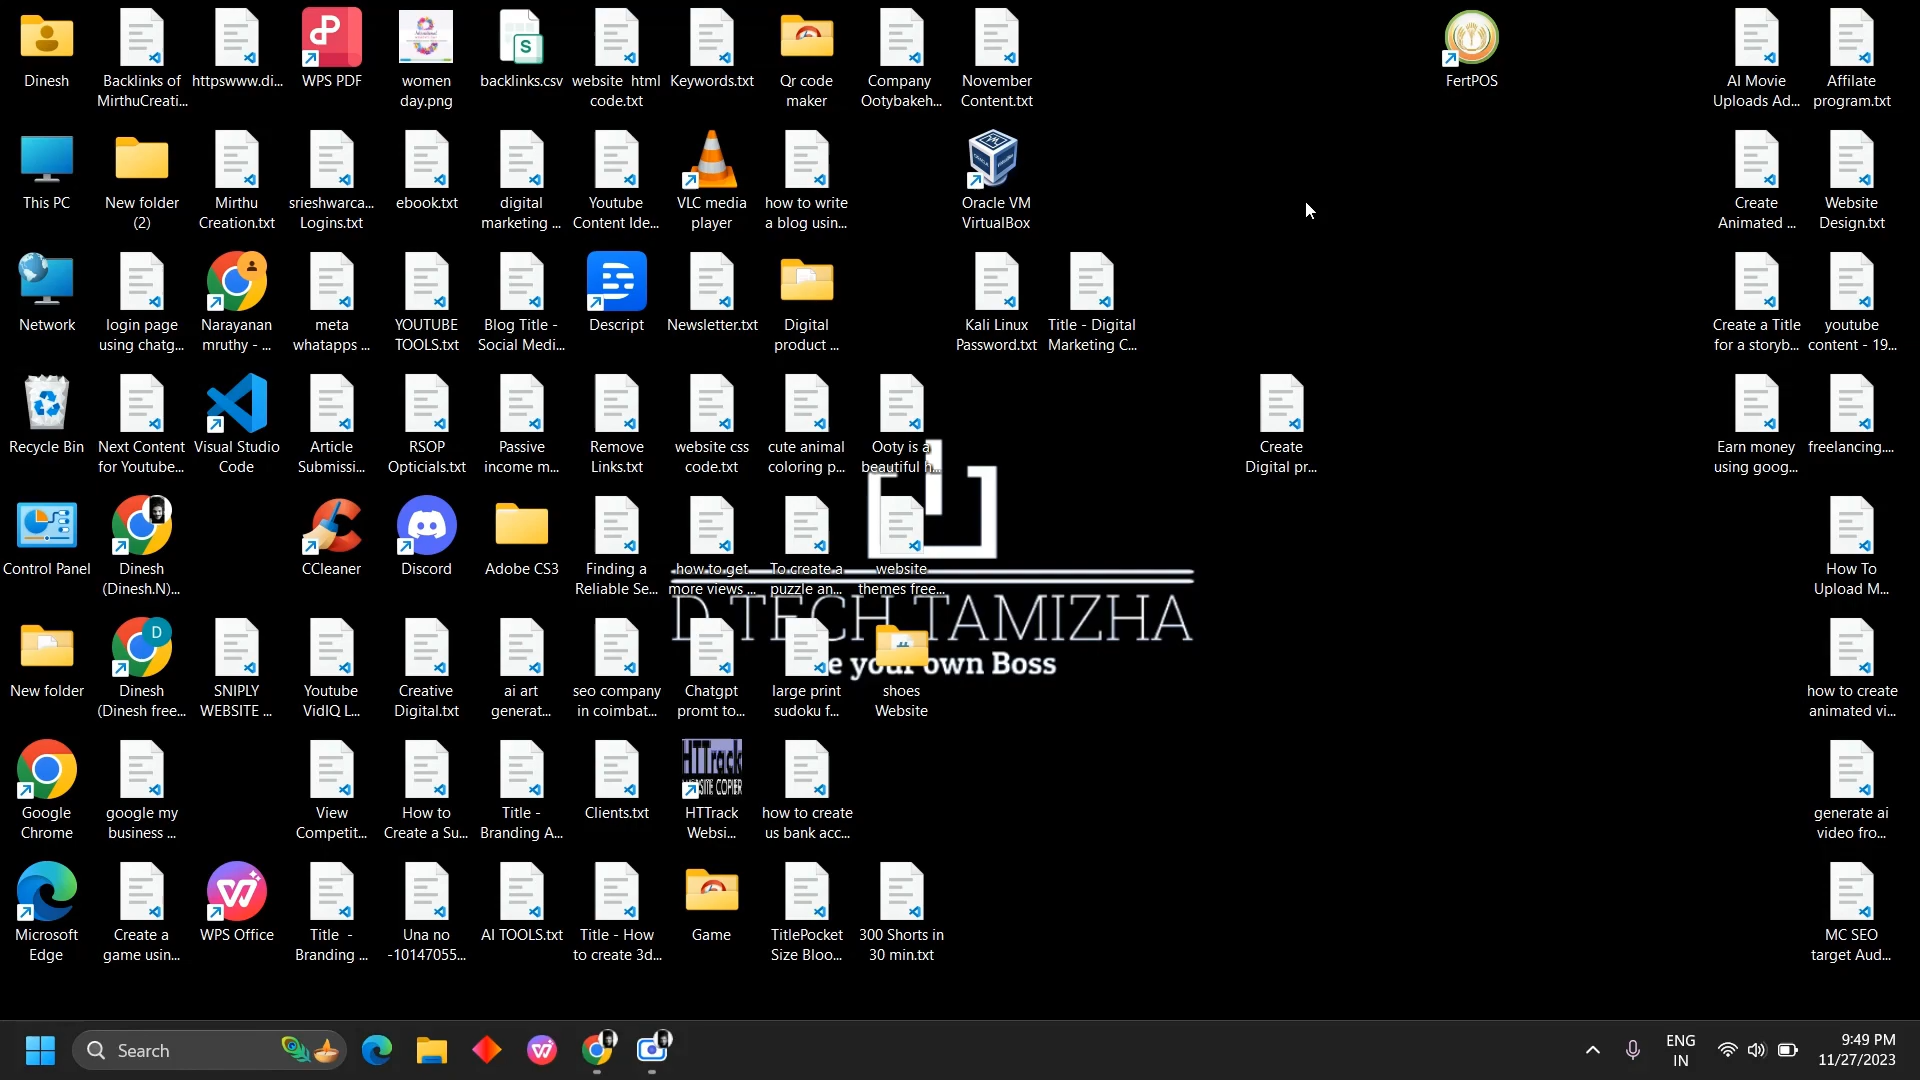 Dinesh
Backlinks of
MirthuCreati...
httpswww.di...
WPS PDF
women
day.png
backlinks.csv
website html
code.txt
Keywords.txt
Qr code
maker
Company
Ootybakeh...
November
Content.txt
FertPOS
AI Movie
Uploads Ad...
Affilate
program.txt
This PC
New folder
(2)
Mirthu
Creation.txt
srieshwarca...
Logins.txt
ebook.txt
digital
marketing ...
Youtube
Content Ide...
VLC media
player
how to write
a blog usin...
Oracle VM
VirtualBox
Create
Animated ...
Website
Design.txt
Network
login page
using chatg...
Narayanan
mruthy - ...
meta
whatapps ...
YOUTUBE
TOOLS.txt
Blog Title -
Social Medi...
Descript
Newsletter.txt
Digital
product ...
Kali Linux
Password.txt
Title - Digital
Marketing C...
Create a Title
for a storyb...
youtube
content - 19...
Recycle Bin
Next Content
for Youtube...
Visual Studio
Code
Article
Submissi...
RSOP
Opticials.txt
Passive
income m...
Remove
Links.txt
website css
code.txt
cute animal
coloring p...
Ooty is a
beautiful h...
Create
Digital pr...
Earn money
using goog...
freelancing....
Control Panel
Dinesh
(Dinesh.N)...
CCleaner
Discord
Adobe CS3
Finding a
Reliable Se...
how to get
more views ...
To create a
puzzle an...
website
themes free...
How To
Upload M...
D TECH TAMIZHA
e your own Boss
New folder
D
Dinesh
(Dinesh free...
SNIPLY
WEBSITE ...
Youtube
VidIQ L...
Creative
Digital.txt
ai art
generat...
seo company
in coimbat...
Chatgpt
promt to...
large print
sudoku f...
shoes
Website
how to create
animated vi...
Google
Chrome
google my
business ...
View
Competit...
How to
Create a Su...
Title -
Branding A...
Clients.txt
HTTrack
WEBSITE COPIER
HTTrack
Websi...
how to create
us bank acc...
generate ai
video fro...
Microsoft
Edge
Create a
game usin...
WPS Office
Title -
Branding ...
Una no
-10147055...
AI TOOLS.txt
Title - How
to create 3d...
Game
TitlePocket
Size Bloo...
300 Shorts in
30 min.txt
MC SEO
target Aud...
Search
ENG
IN
9:49 PM
11/27/2023